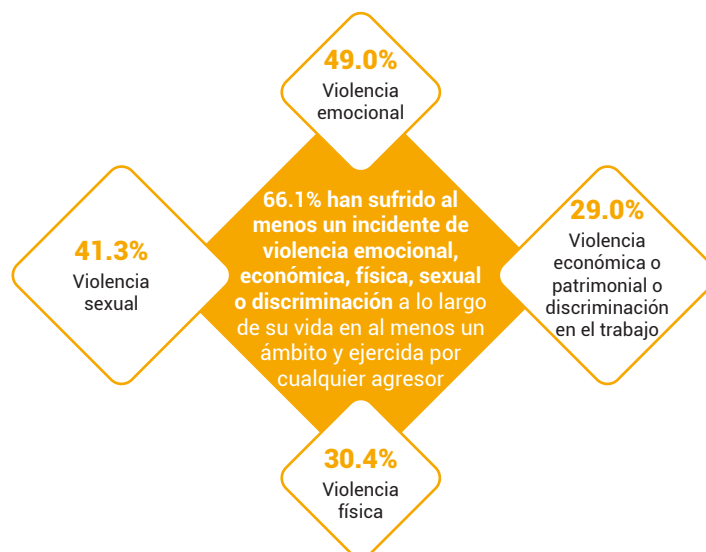 49.0%
Violencia
emocional
66.1% han sufrido al
menos un incidente de
violencia emocional,
económica, física, sexual
o discriminación a lo largo
de su vida en al menos un
ámbito y ejercida por
cualquier agresor
41.3%
Violencia
sexual
29.0%
Violencia
económica o
patrimonial o
discriminación
en el trabajo
30.4%
Violencia
física